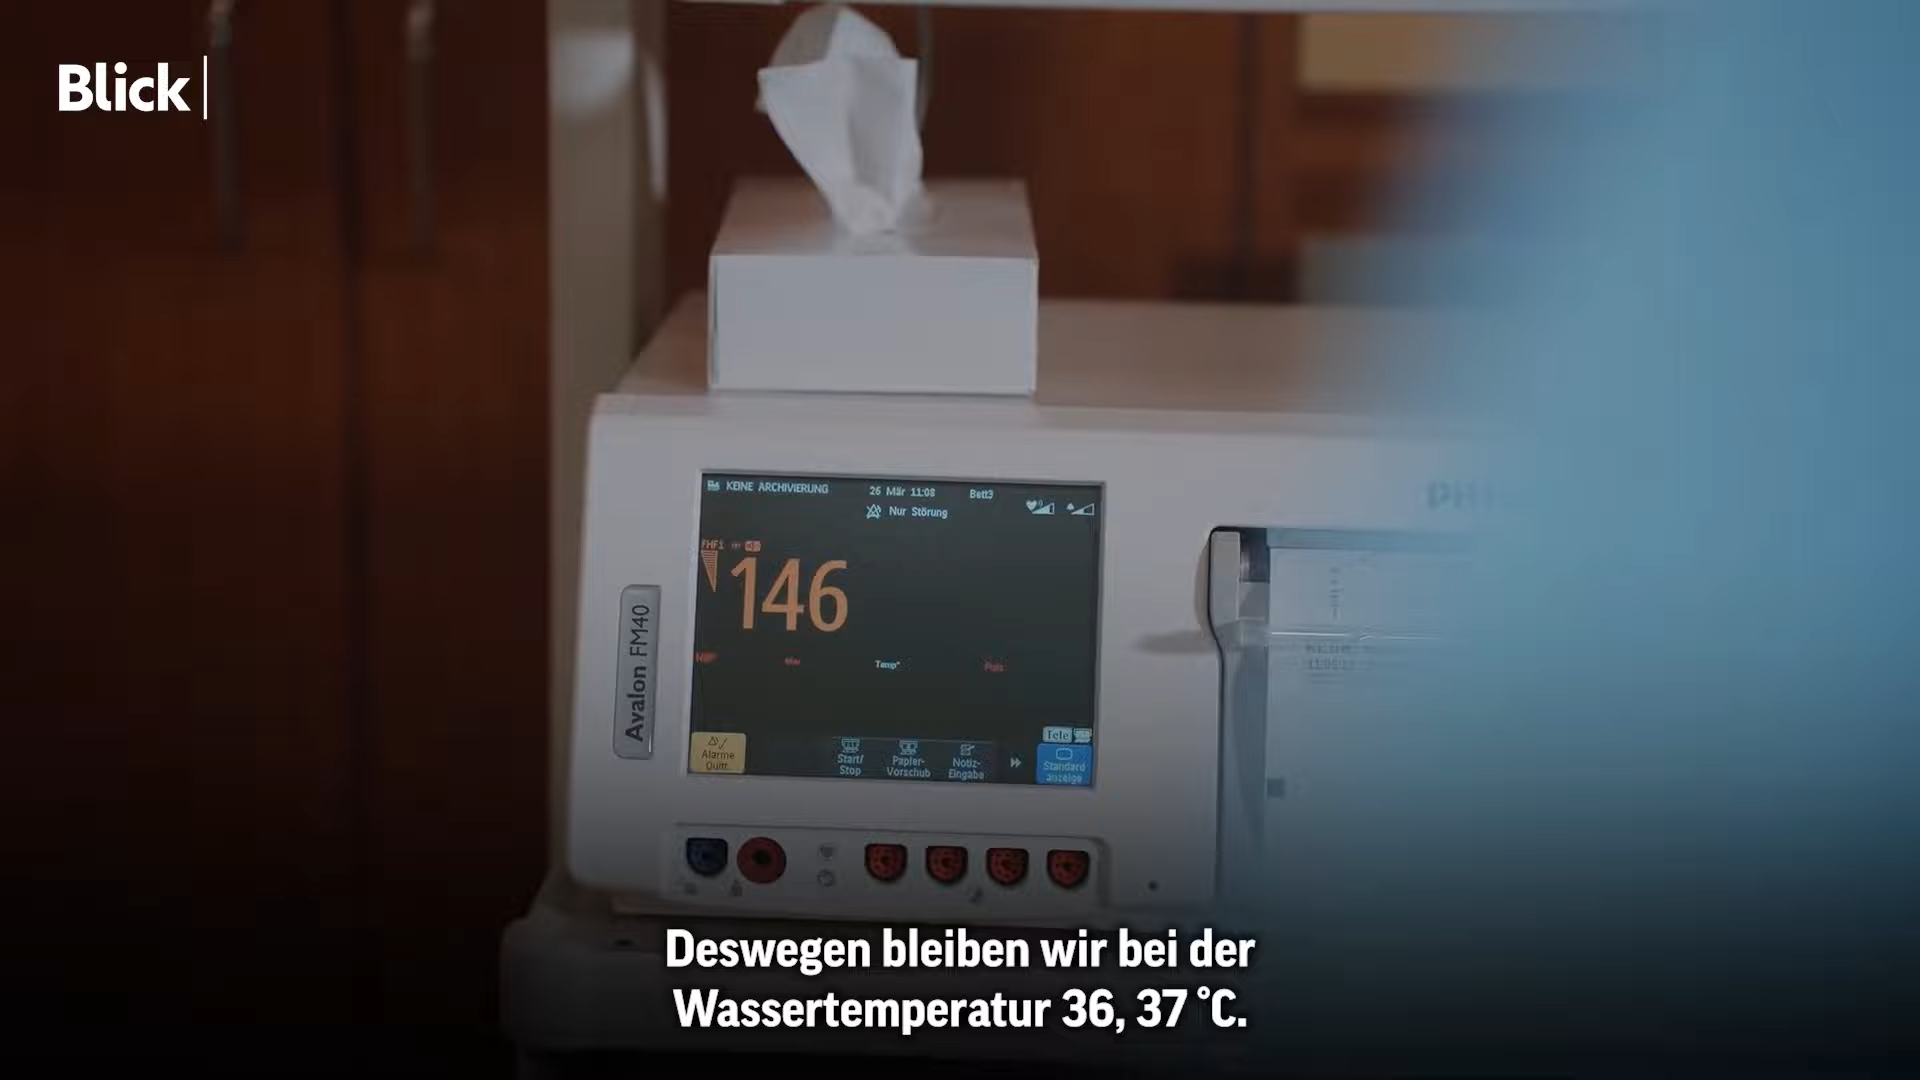 Blick
KEINE ARCHIVIERUNG
26 Mär 11:08
Bett3
Nur Störung
146
Temp°
Puls
Avalon FM40
Tele
Alarme
Quitt.
Start/
Stop
Papier-
Vorschub
Notiz-
Eingabe
Standard
anzeige
Deswegen bleiben wir bei der
Wassertemperatur 36, 37 °C.